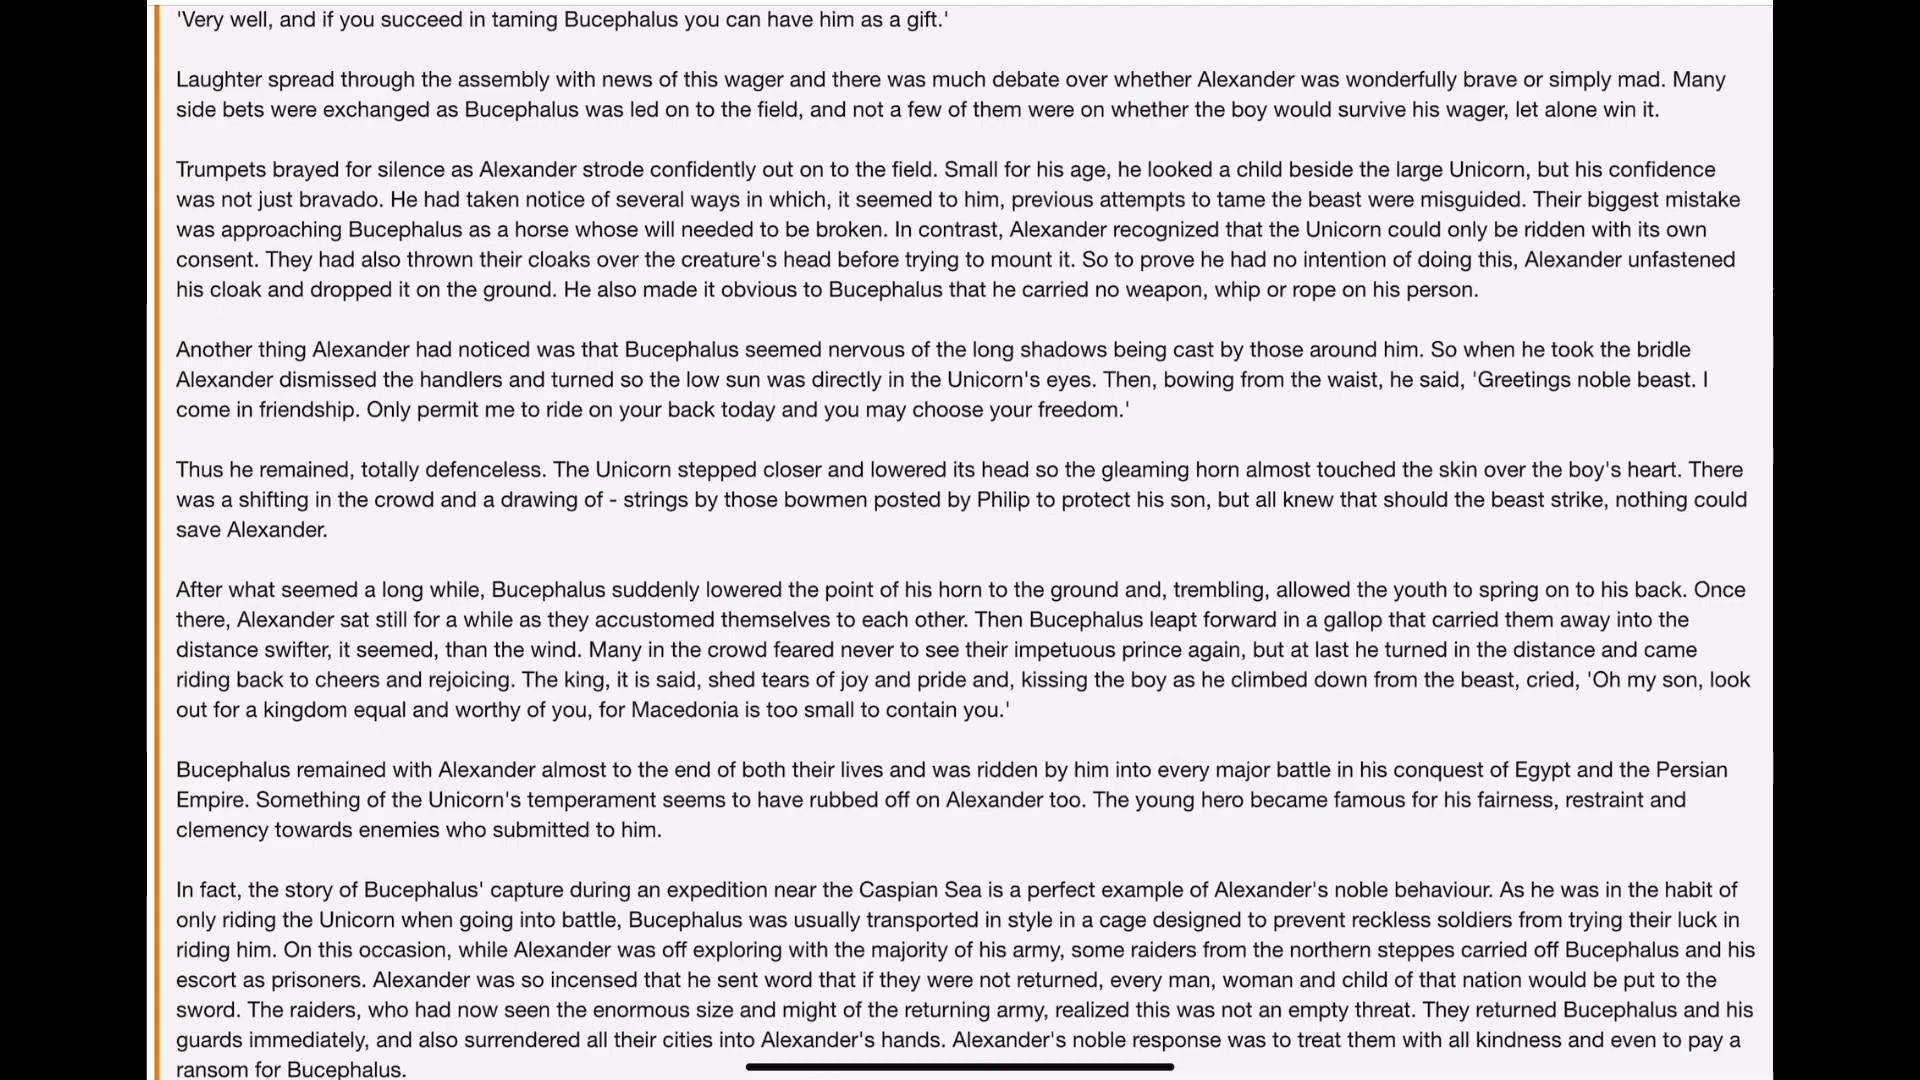 'Very well, and if you succeed in taming Bucephalus you can have him as a gift.'
Laughter spread through the assembly with news of this wager and there was much debate over whether Alexander was wonderfully brave or simply mad. Many
side bets were exchanged as Bucephalus was led on to the field, and not a few of them were on whether the boy would survive his wager, let alone win it.
Trumpets brayed for silence as Alexander strode confidently out on to the field. Small for his age, he looked a child beside the large Unicorn, but his confidence
was not just bravado. He had taken notice of several ways in which, it seemed to him, previous attempts to tame the beast were misguided. Their biggest mistake
was approaching Bucephalus as a horse whose will needed to be broken. In contrast, Alexander recognized that the Unicorn could only be ridden with its own
consent. They had also thrown their cloaks over the creature's head before trying to mount it. So to prove he had no intention of doing this, Alexander unfastened
his cloak and dropped it on the ground. He also made it obvious to Bucephalus that he carried no weapon, whip or rope on his person.
Another thing Alexander had noticed was that Bucephalus seemed nervous of the long shadows being cast by those around him. So when he took the bridle
Alexander dismissed the handlers and turned so the low sun was directly in the Unicorn's eyes. Then, bowing from the waist, he said, 'Greetings noble beast. I
come in friendship. Only permit me to ride on your back today and you may choose your freedom.'
Thus he remained, totally defenceless. The Unicorn stepped closer and lowered its head so the gleaming horn almost touched the skin over the boy's heart. There
was a shifting in the crowd and a drawing of - strings by those bowmen posted by Philip to protect his son, but all knew that should the beast strike, nothing could
save Alexander.
After what seemed a long while, Bucephalus suddenly lowered the point of his horn to the ground and, trembling, allowed the youth to spring on to his back. Once
there, Alexander sat still for a while as they accustomed themselves to each other. Then Bucephalus leapt forward in a gallop that carried them away into the
distance swifter, it seemed, than the wind. Many in the crowd feared never to see their impetuous prince again, but at last he turned in the distance and came
riding back to cheers and rejoicing. The king, it is said, shed tears of joy and pride and, kissing the boy as he climbed down from the beast, cried, 'Oh my son, look
out for a kingdom equal and worthy of you, for Macedonia is too small to contain you.'
Bucephalus remained with Alexander almost to the end of both their lives and was ridden by him into every major battle in his conquest of Egypt and the Persian
Empire. Something of the Unicorn's temperament seems to have rubbed off on Alexander too. The young hero became famous for his fairness, restraint and
clemency towards enemies who submitted to him.
In fact, the story of Bucephalus' capture during an expedition near the Caspian Sea is a perfect example of Alexander's noble behaviour. As he was in the habit of
only riding the Unicorn when going into battle, Bucephalus was usually transported in style in a cage designed to prevent reckless soldiers from trying their luck in
riding him. On this occasion, while Alexander was off exploring with the majority of his army, some raiders from the northern steppes carried off Bucephalus and his
escort as prisoners. Alexander was so incensed that he sent word that if they were not returned, every man, woman and child of that nation would be put to the
sword. The raiders, who had now seen the enormous size and might of the returning army, realized this was not an empty threat. They returned Bucephalus and his
guards immediately, and also surrendered all their cities into Alexander's hands. Alexander's noble response was to treat them with all kindness and even to pay a
ransom for Bucephalus.